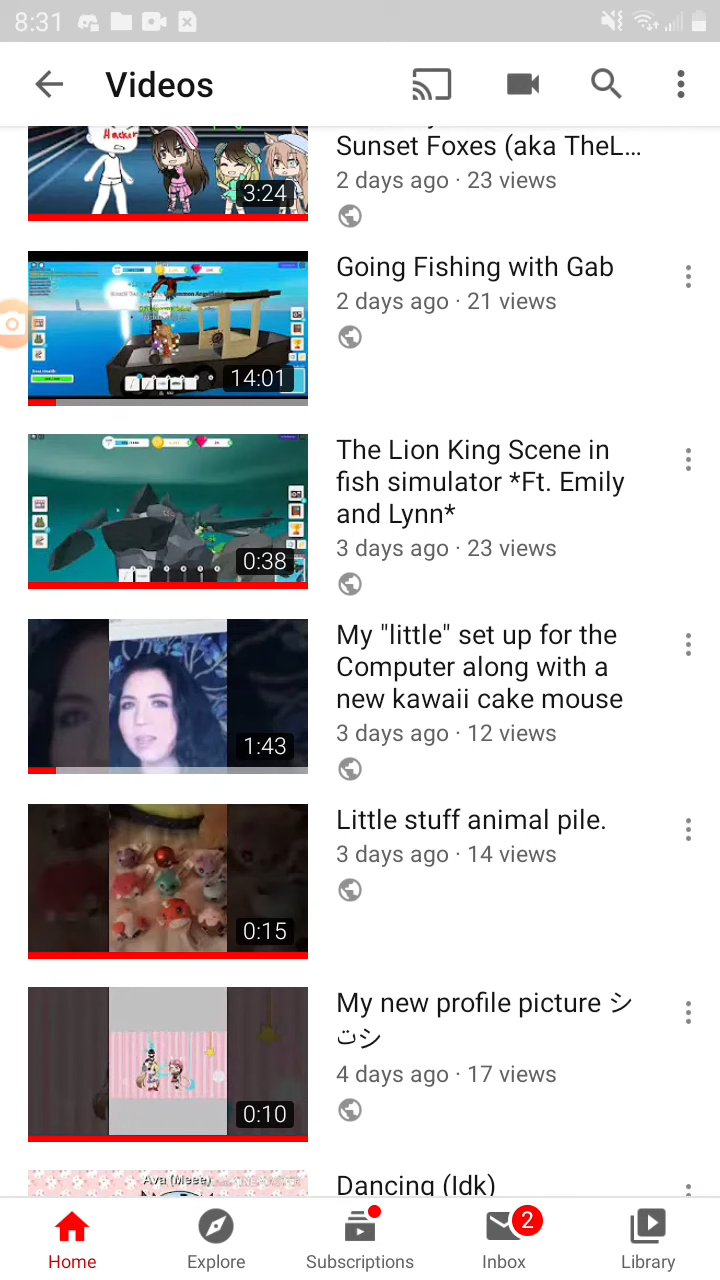 8:31
Videos
Hacker
3:24
Sunset Foxes (aka TheL...
2 days ago · 23 views
14:01
Going Fishing with Gab
2 days ago · 21 views
0:38
The Lion King Scene in
fish simulator *Ft. Emily
and Lynn*
3 days ago · 23 views
1:43
My "little" set up for the
Computer along with a
new kawaii cake mouse
3 days ago · 12 views
0:15
Little stuff animal pile.
3 days ago · 14 views
0:10
My new profile picture シ
ټシ
4 days ago · 17 views
Ava (Meee)
Dancing (Idk)
Home
Explore
Subscriptions
2
Inbox
Library